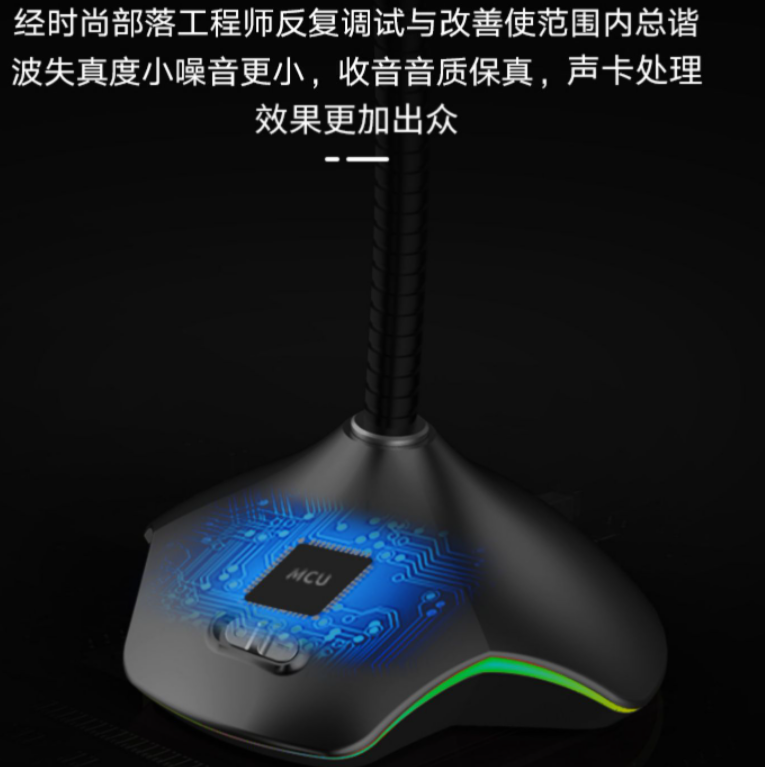 经时尚部落工程师反复调试与改善使范围内总谐
波失真度小噪音更小，收音音质保真，声卡处理
效果更加出众
MCU